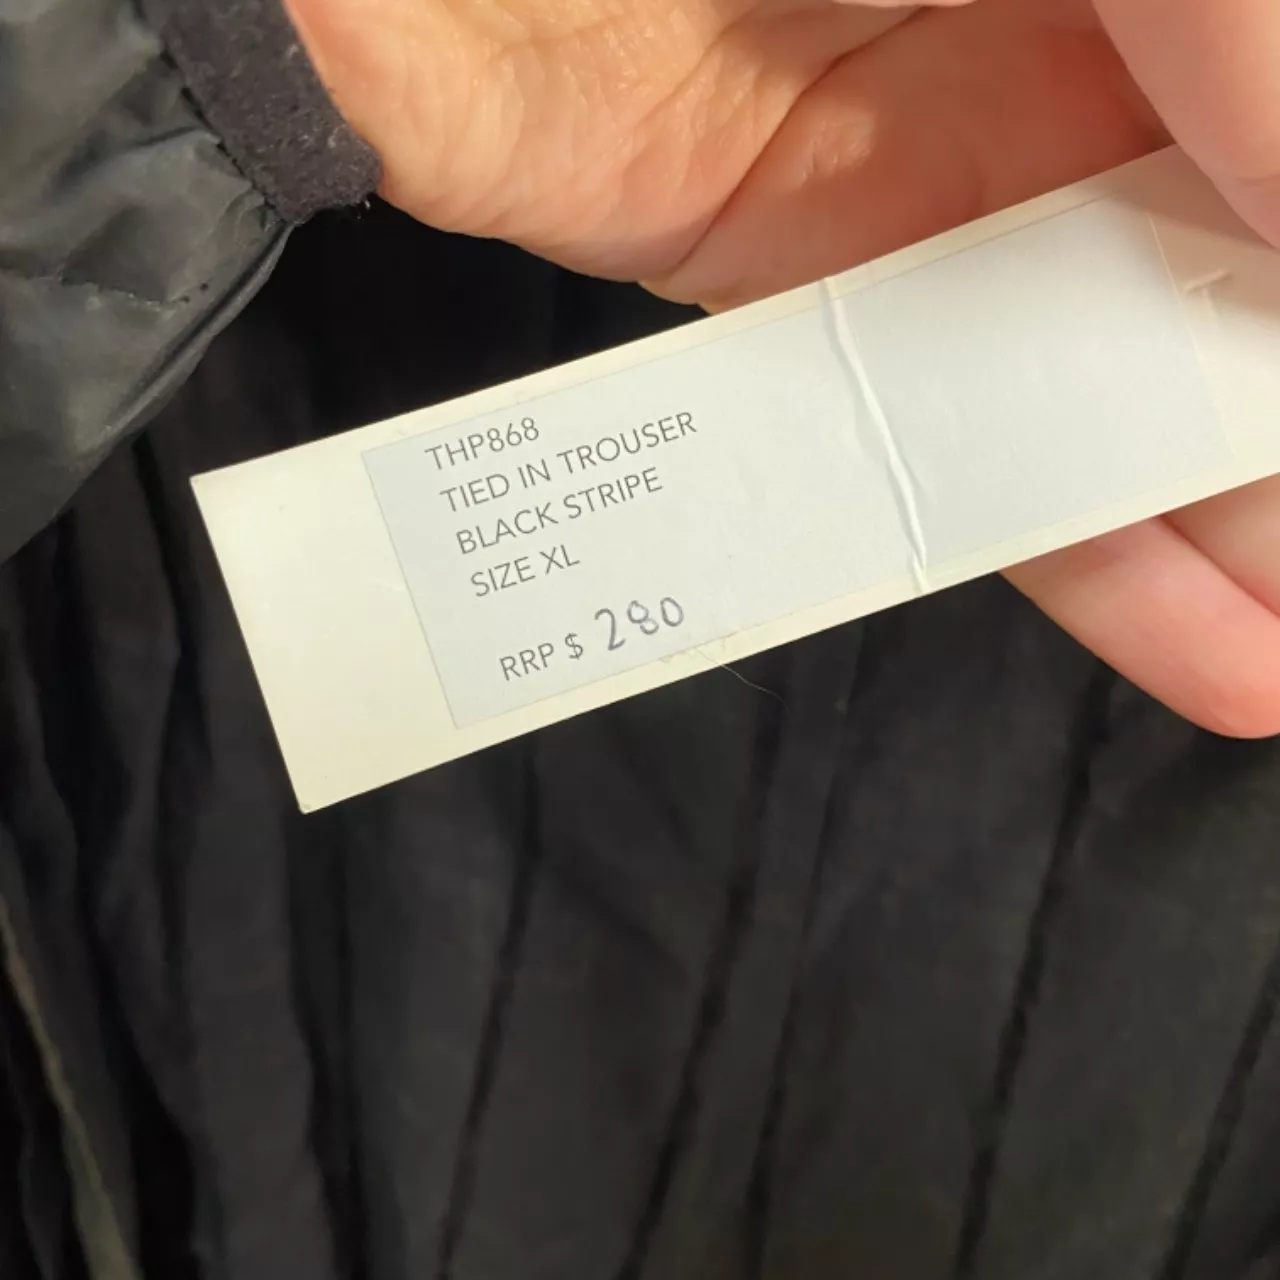 THP868
TIED IN TROUSER
BLACK STRIPE
SIZE XL
RRP $ 280